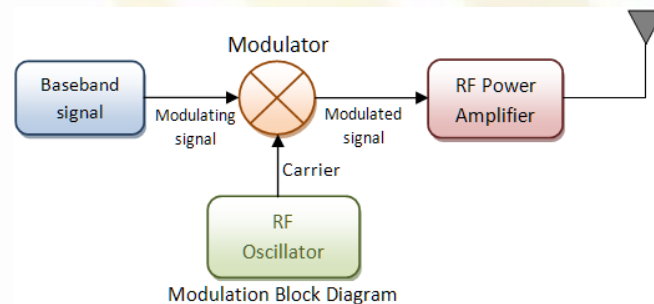 Modulator
Baseband
signal
Modulating
signal
Modulated
signal
RF Power
Amplifier
Carrier
RF
Oscillator
Modulation Block Diagram